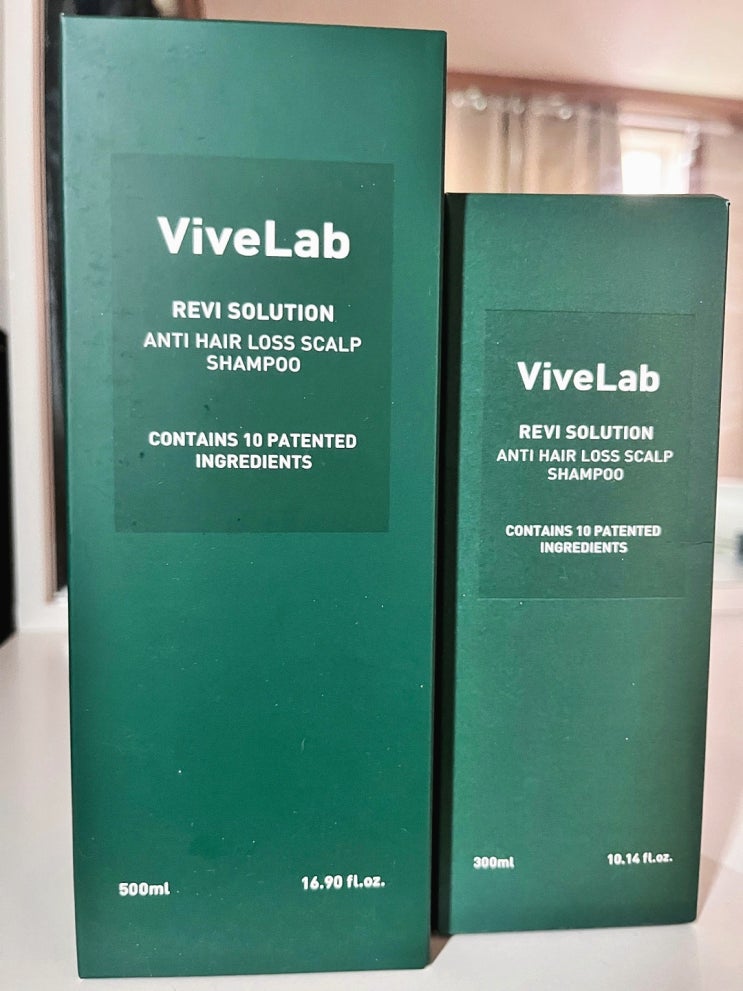 ViveLab
REVI SOLUTION
ANTI HAIR LOSS SCALP
SHAMPOO
CONTAINS 10 PATENTED
INGREDIENTS
500ml
16.90 fl.oz.
ViveLab
REVI SOLUTION
ANTI HAIR LOSS SCALP
SHAMPOO
CONTAINS 10 PATENTED
INGREDIENTS
300ml
10.14 fl.oz.